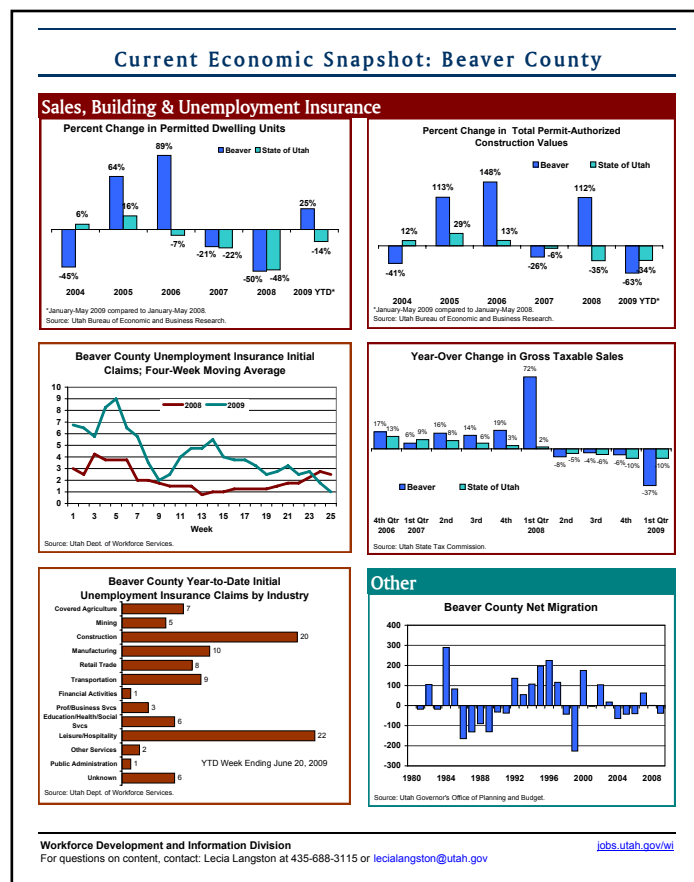 Current Economic Snapshot: Beaver County
Sales, Building & Unemployment Insurance
Percent Change in Permitted Dwelling Units
Beaver
State of Utah
89%
64%
16%
6%
25%
-7%
-21%
-22%
-14%
-45%
-50%
-48%
2004 2005 2006 2007 2008 2009 YTD*
*January-May 2009 compared to January-May 2008.
Source: Utah Bureau of Economic and Business Research.
Percent Change in Total Permit-Authorized
Construction Values
Beaver
State of Utah
148%
113%
112%
29%
12%
13%
-6%
-26%
-41%
-35%
-34%
-63%
2004 2005 2006 2007 2008 2009 YTD*
*January-May 2009 compared to January-May 2008.
Source: Utah Bureau of Economic and Business Research.
Beaver County Unemployment Insurance Initial
Claims; Four-Week Moving Average
2008
2009
10
9
8
7
6
5
4
3
2
1
0
1 3 5 7 9 11 13 15 17 19 21 23 25
Week
Source: Utah Dept. of Workforce Services.
Year-Over Change in Gross Taxable Sales
72%
17% 13% 6% 9% 16% 8% 14% 6% 19% 3% 2%
-8% -5% -4% -6% -6% -10% -10%
-37%
Beaver
State of Utah
4th Qtr 1st Qtr 2nd 3rd 4th 1st Qtr 2nd 3rd 4th 1st Qtr
2006 2007 2008 2009
Source: Utah State Tax Commission.
Beaver County Year-to-Date Initial
Unemployment Insurance Claims by Industry
Covered Agriculture 7
Mining 5
Construction 20
Manufacturing 10
Retail Trade 8
Transportation 9
Financial Activities 1
Prof/Business Svcs 3
Education/Health/Social
Svcs 6
Leisure/Hospitality 22
Other Services 2
Public Administration 1
YTD Week Ending June 20, 2009
Unknown 6
Source: Utah Dept. of Workforce Services.
Other
Beaver County Net Migration
400
300
200
100
0
-100
-200
-300
1980 1984 1988 1992 1996 2000 2004 2008
Source: Utah Governor's Office of Planning and Budget.
Workforce Development and Information Division
jobs.utah.gov/wi
For questions on content, contact: Lecia Langston at 435-688-3115 or lecialangston@utah.gov